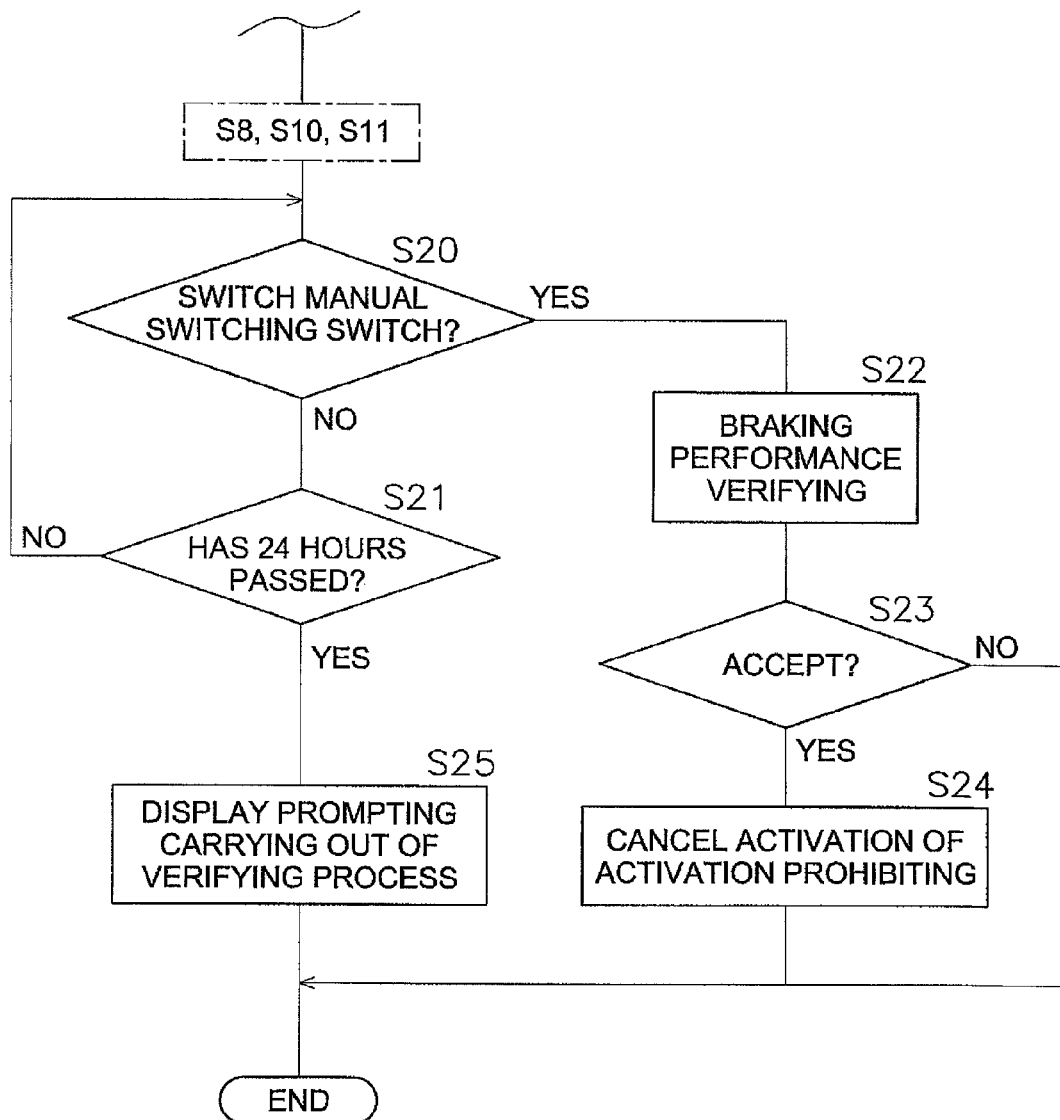 S8, S10, S11
S20
SWITCH MANUAL
SWITCHING SWITCH?
YES
NO
S21
HAS 24 HOURS
PASSED?
NO
YES
S22
BRAKING
PERFORMANCE
VERIFYING
S23
ACCEPT?
NO
YES
S25
DISPLAY PROMPTING
CARRYING OUT OF
VERIFYING PROCESS
S24
CANCEL ACTIVATION OF
ACTIVATION PROHIBITING
END